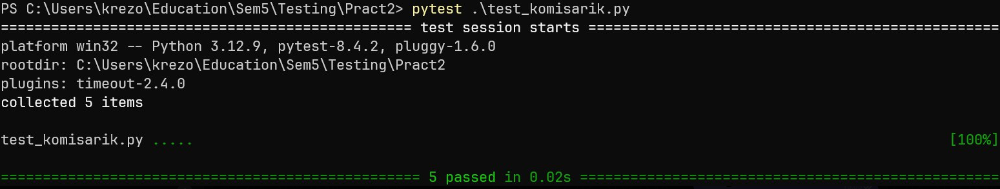 PS C:\Users\krezo\Education\Sem5\Testing\Pract2> pytest .\test_komisarik.py
================================================= test session starts =================================================
platform win32 -- Python 3.12.9, pytest-8.4.2, pluggy-1.6.0
rootdir: C:\Users\krezo\Education\Sem5\Testing\Pract2
plugins: timeout-2.4.0
collected 5 items
test_komisarik.py ..... [100%]
================================================== 5 passed in 0.02s ==================================================